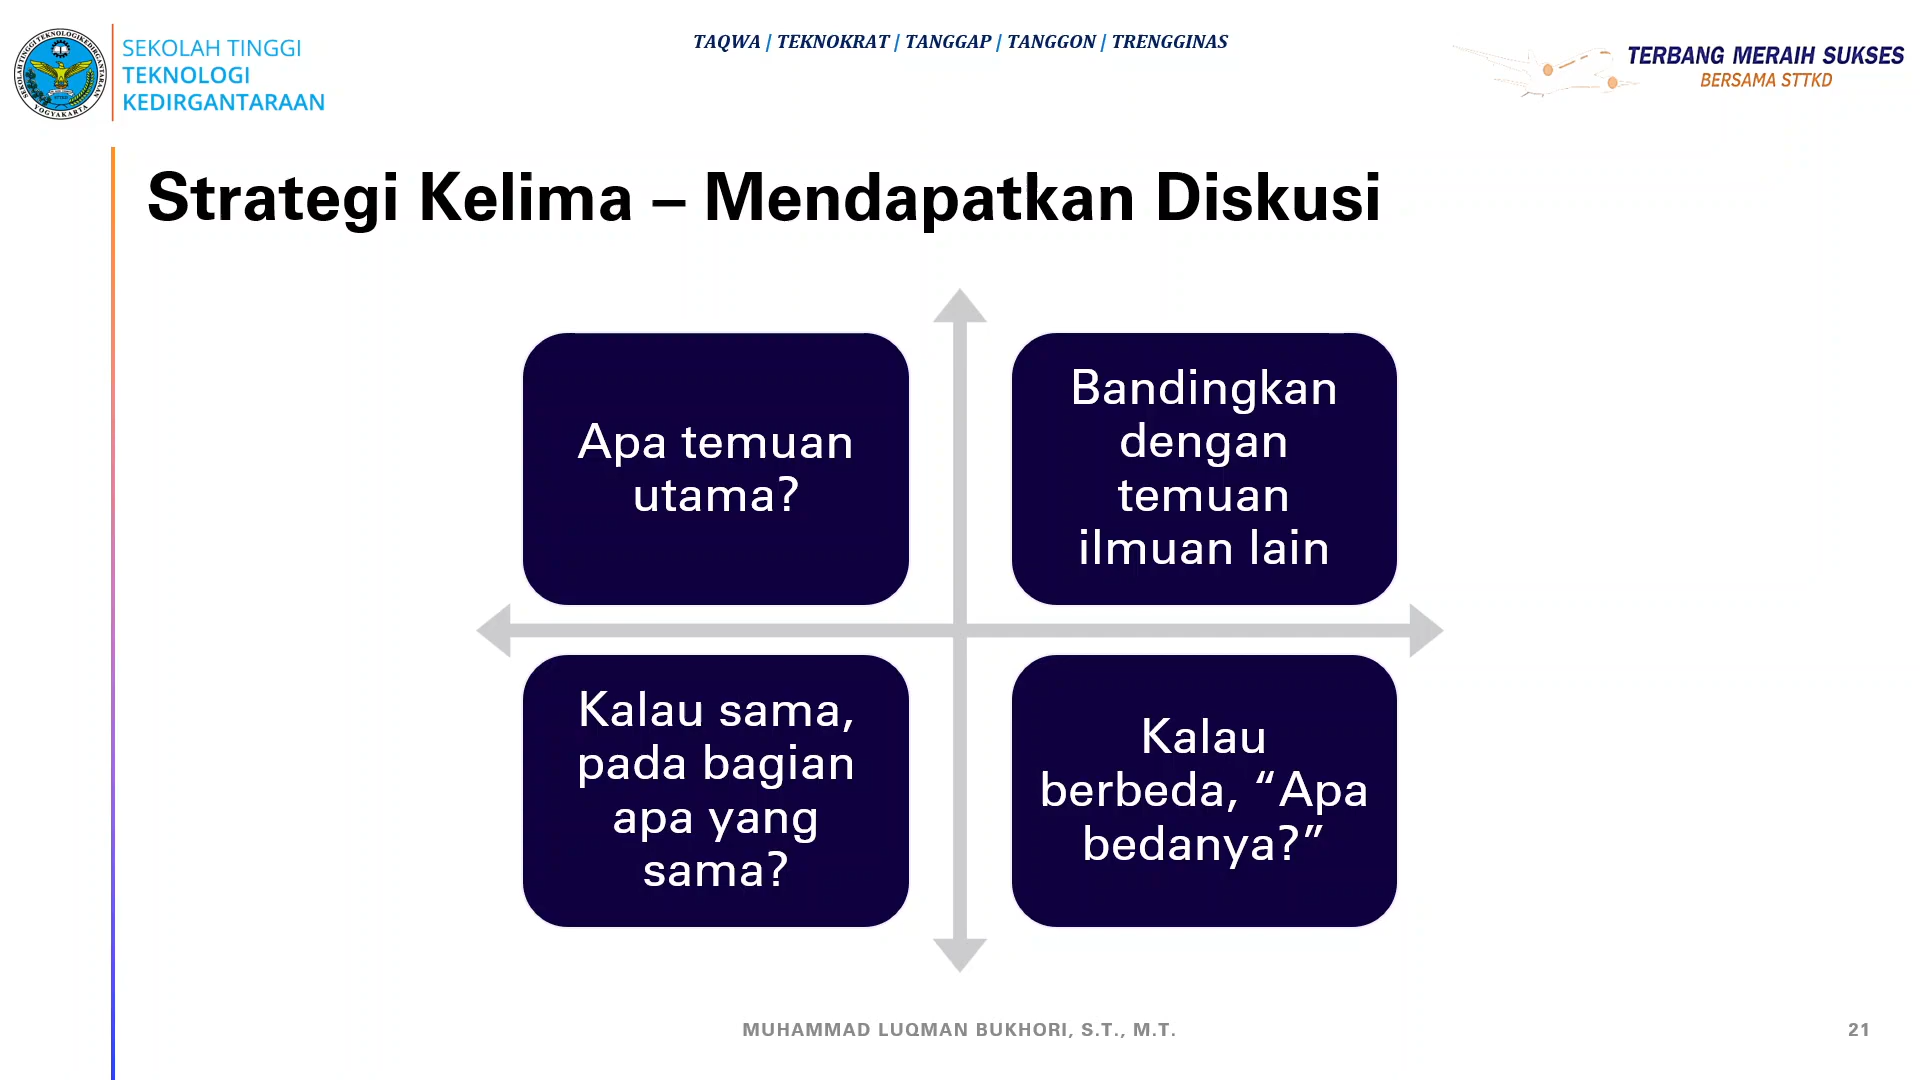 SEKOLAH TINGGI
TEKNOLOGI
KEDIRGANTARAAN
TAQWA | TEKNOKRAT | TANGGAP | TANGGON | TRENGGINAS
TERBANG MERAIH SUKSES
BERSAMA STTKD
Strategi Kelima – Mendapatkan Diskusi
Apa temuan
utama?
Bandingkan
dengan
temuan
ilmuan lain
Kalau sama,
pada bagian
apa yang
sama?
Kalau
berbeda, “Apa
bedanya?”
MUHAMMAD LUQMAN BUKHORI, S.T., M.T.
21